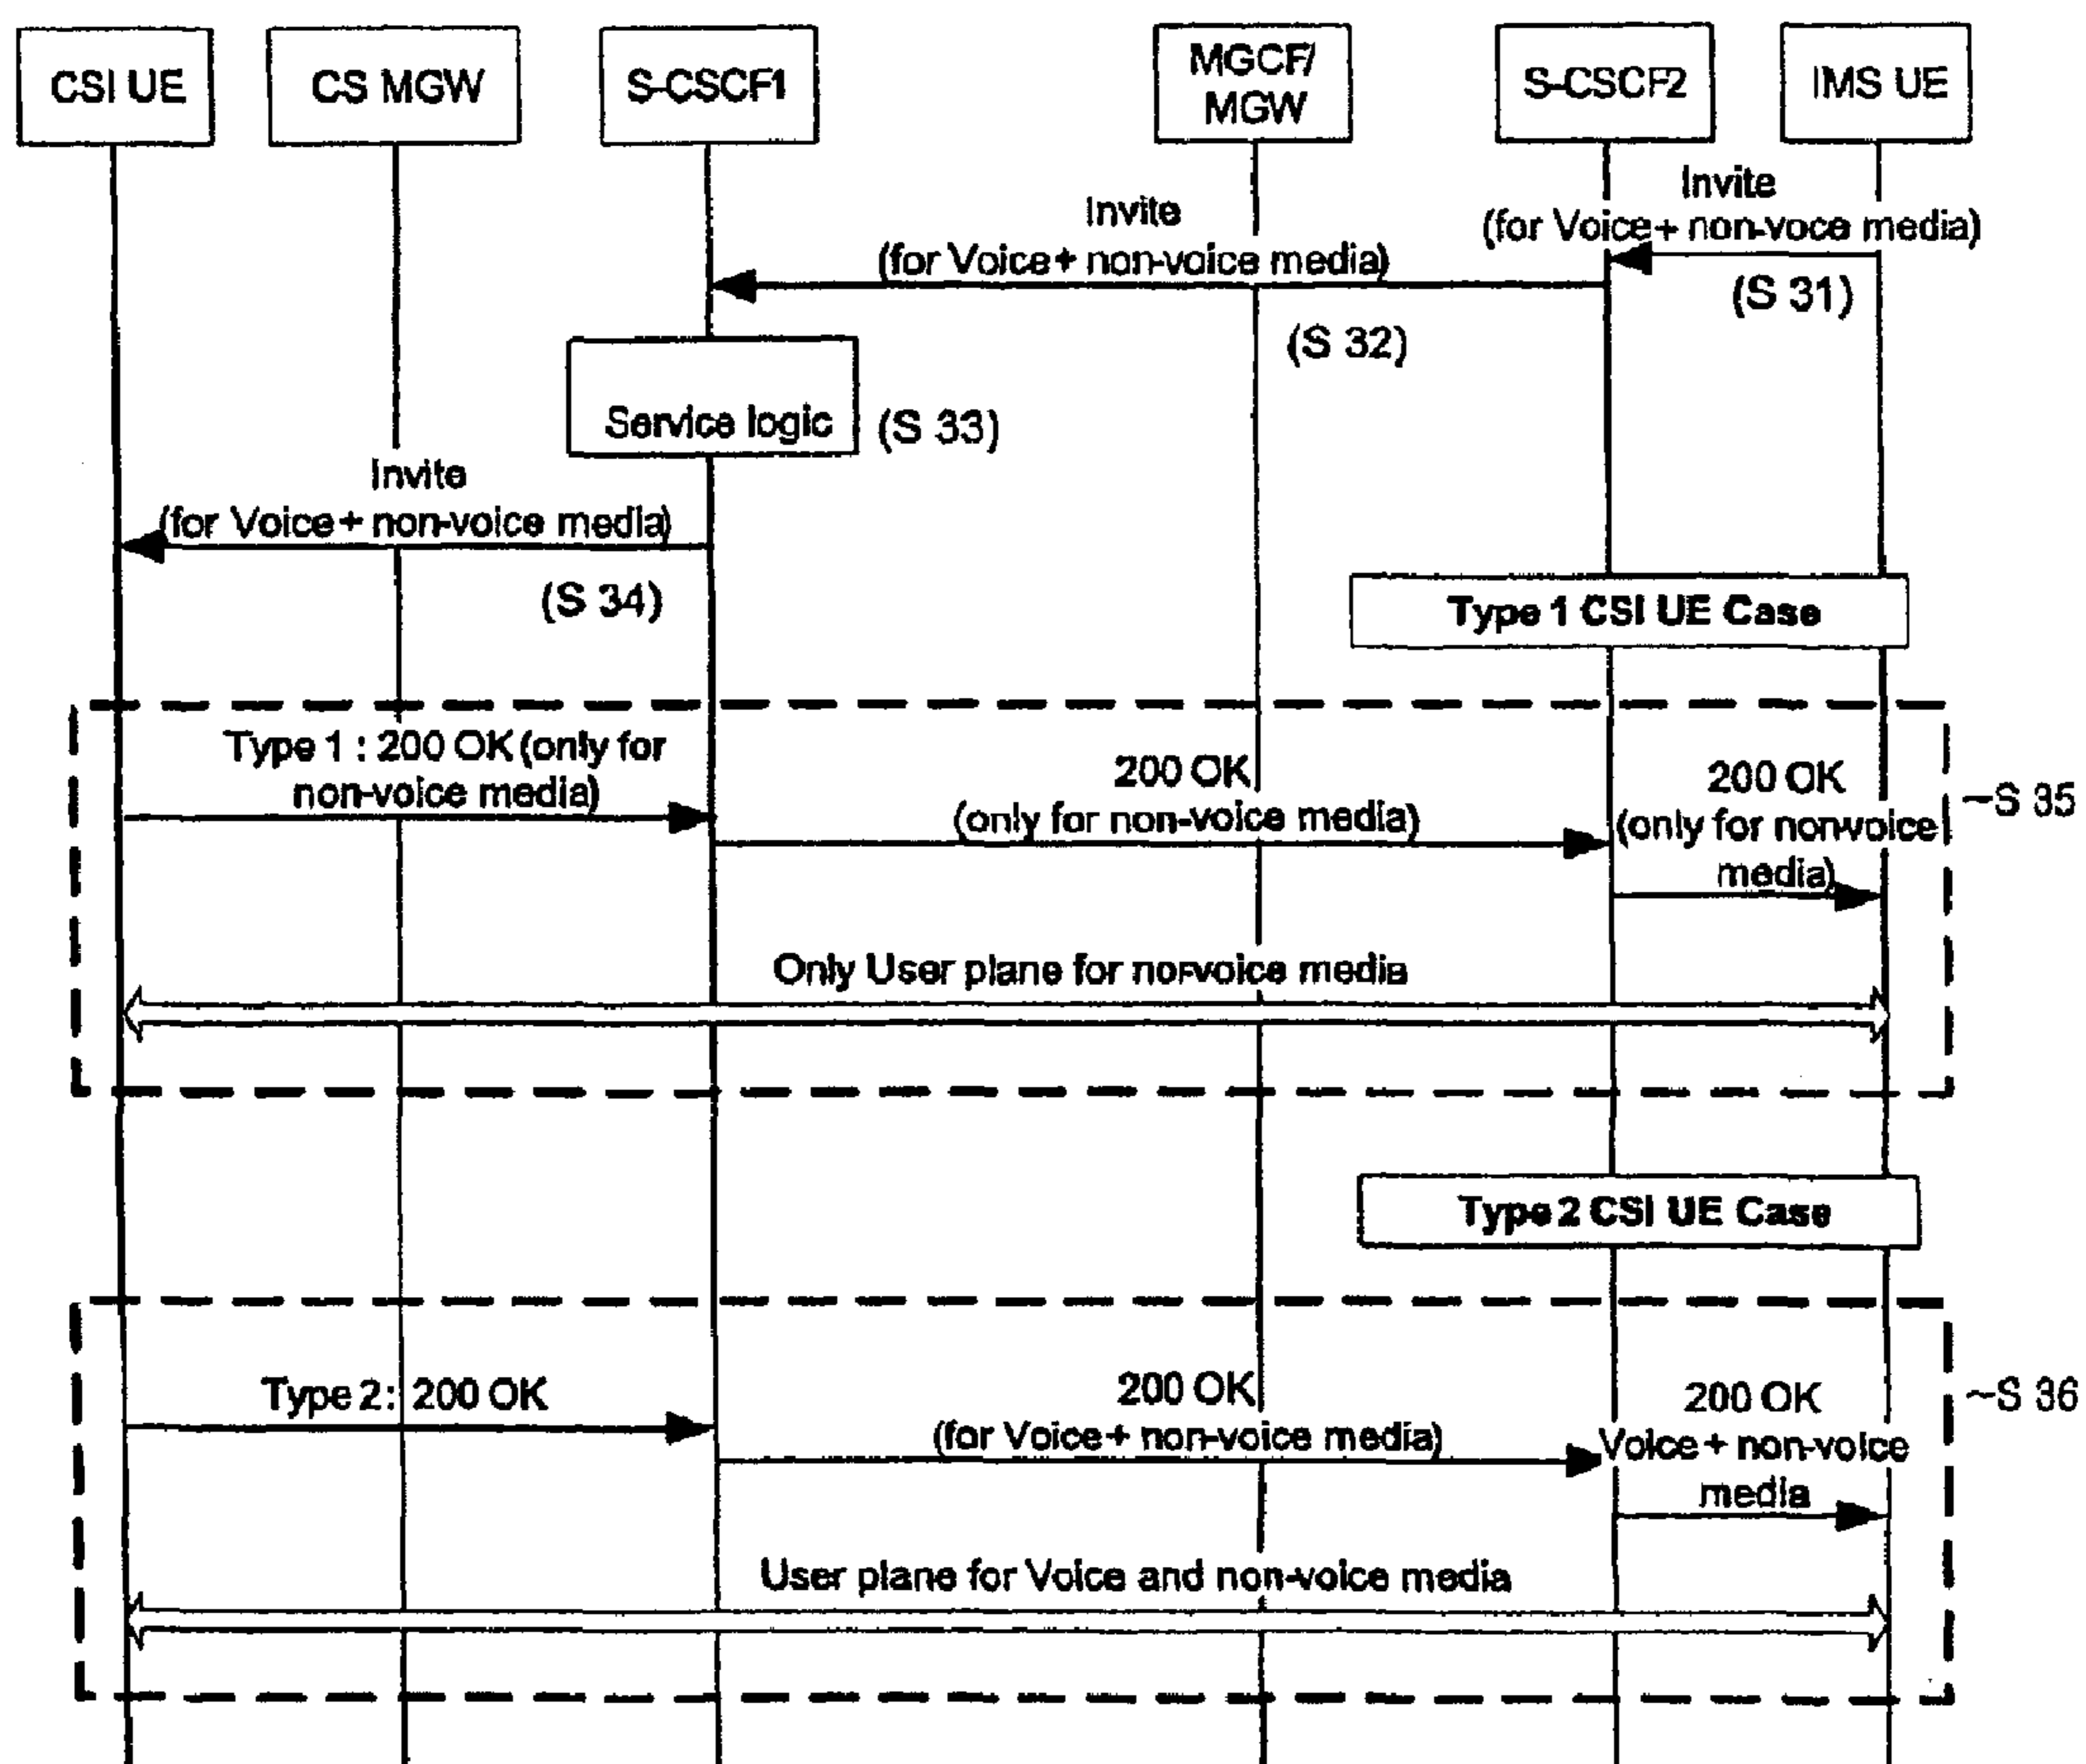 CSI UE
CS MGW
S-CSCF1
MGCF/
MGW
S-CSCF2
IMS UE
Invite
(for Voice+ non-voce media)
(S 31)
Invite
(for Voice+ non-voice media)
(S 32)
Service logic
(S 33)
Invite
(for Voice+ non-voice media)
(S 34)
Type 1 CSI UE Case
Type 1 : 200 OK (only for
non-voice media)
200 OK
(only for non-voice media)
200 OK
(only for nonvoice
media)
~S 35
Only User plane for nonvoice media
Type 2 CSI UE Case
Type 2: 200 OK
200 OK
(for Voice+ non-voice media)
200 OK
Voice+ non-voice
media
~S 36
User plane for Voice and non-voice media